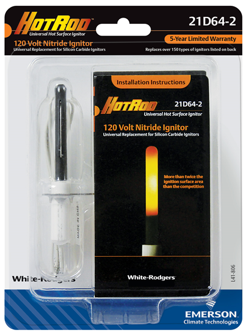 HOTROD™
Universal Hot Surface Ignitor
21D64-2
5-Year Limited Warranty
120 Volt Nitride Ignitor
Universal Replacement for Silicon Carbide Ignitors
Replaces over 150 types of ignitors listed on back
Installation Instructions
HOTROD
21D64-2
Universal Hot Surface Ignitor
120 Volt Nitride Ignitor
Universal Replacement for Silicon Carbide Ignitors
More than twice the
ignition surface area
than the competition
White-Rodgers
White-Rodgers
EMERSON
Climate Technologies